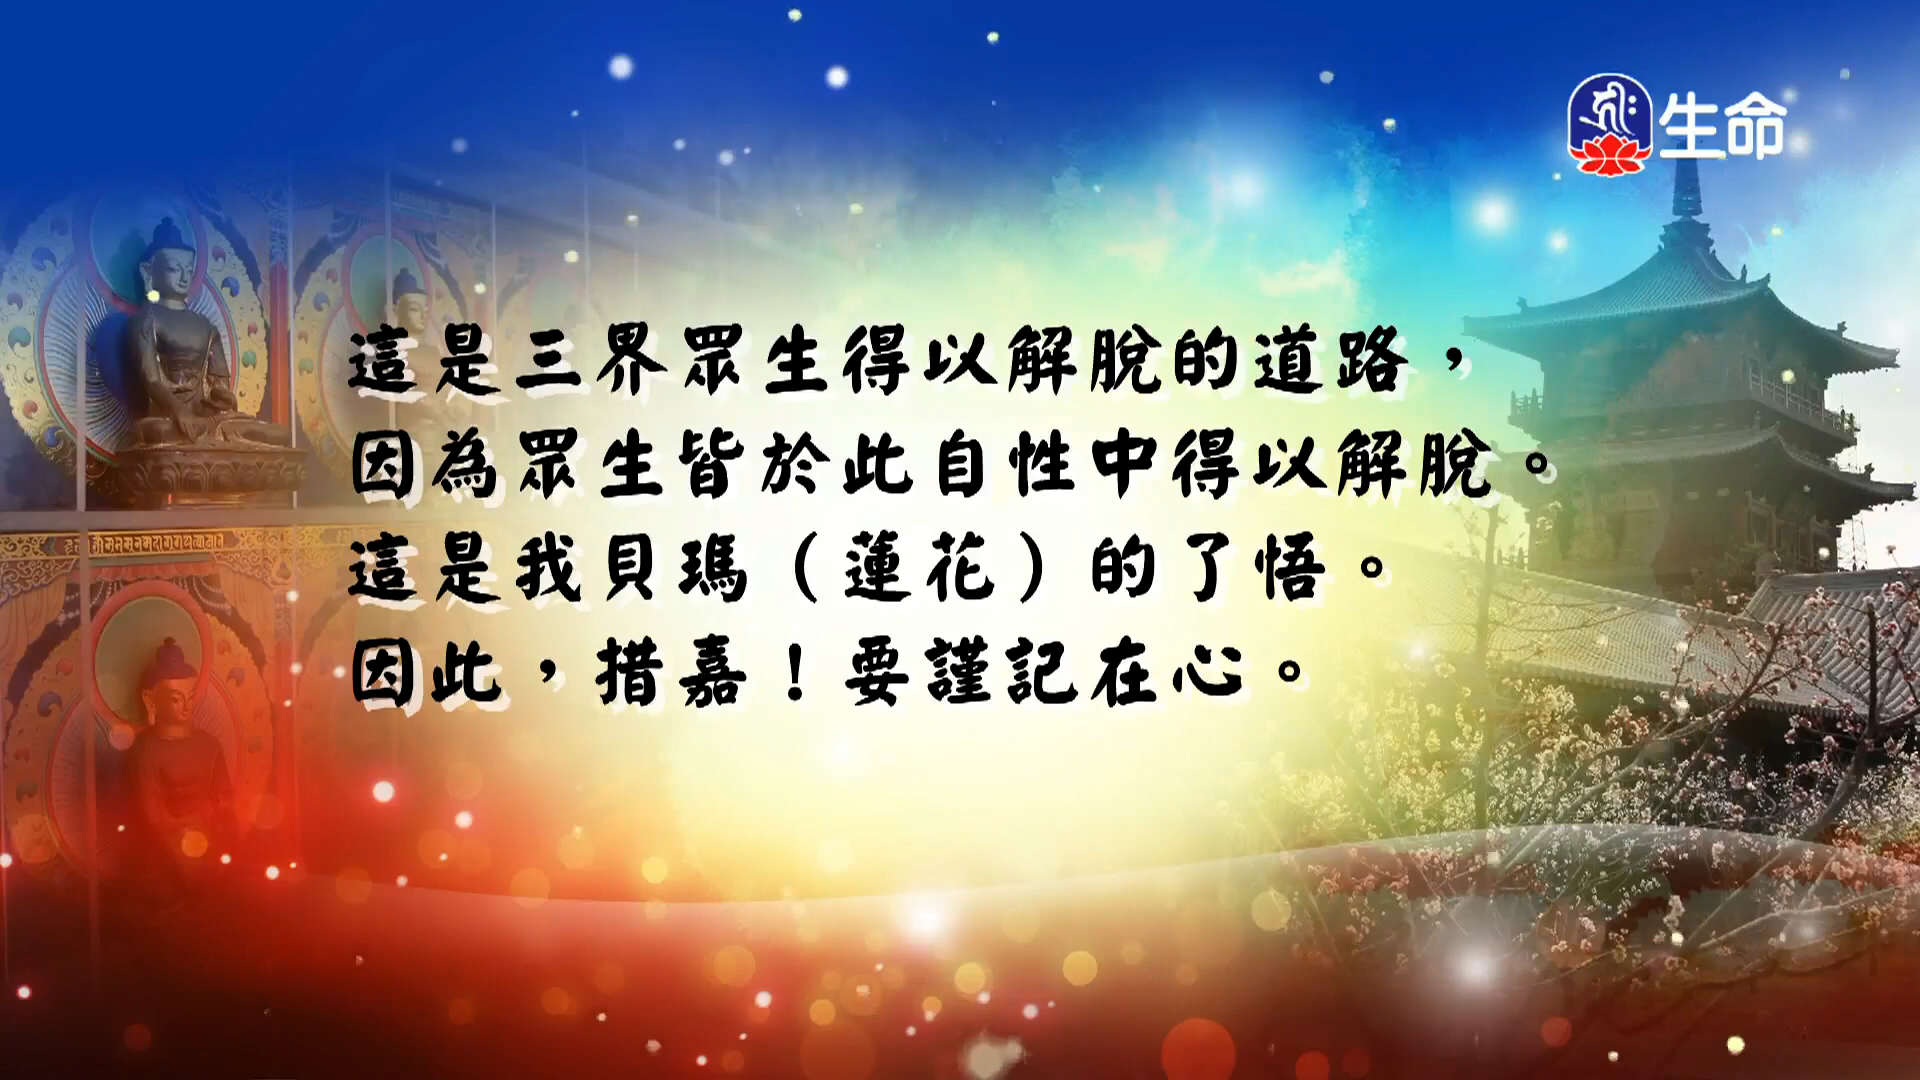 生命
這是三界眾生得以解脫的道路，
因為眾生皆於此自性中得以解脫。
這是我貝瑪（蓮花）的了悟。
因此，措嘉！要謹記在心。